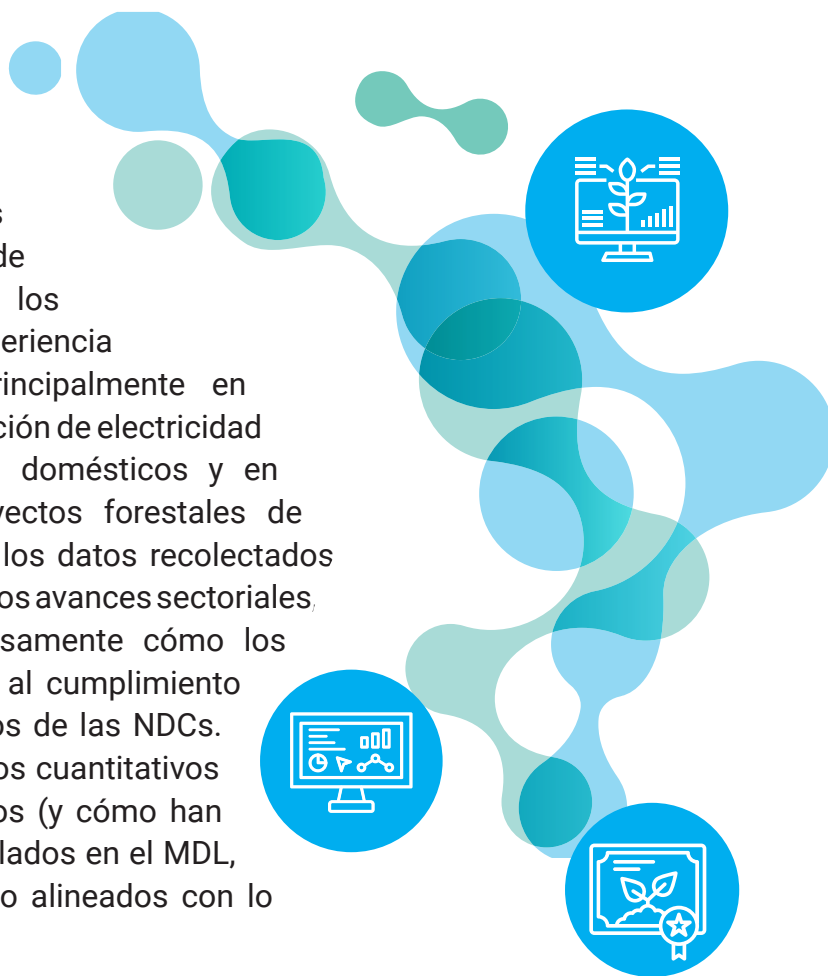 s
de
los
eriencia
rincipalmente en
ción de electricidad
domésticos y en
yectos forestales de
los datos recolectados
os avances sectoriales,
samente cómo los
al cumplimiento
os de las NDCs.
os cuantitativos
os (y cómo han
lados en el MDL,
o alineados con lo